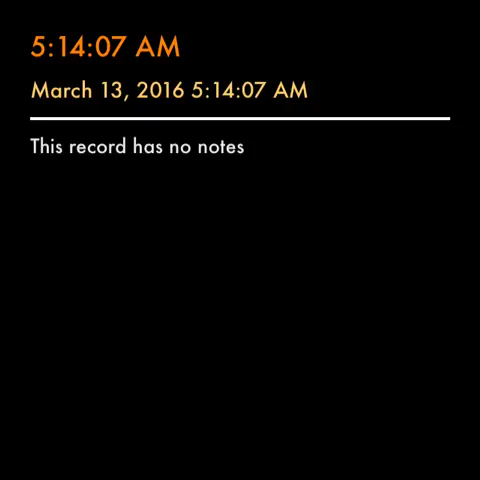 5:14:07 AM
March 13, 2016 5:14:07 AM
This record has no notes